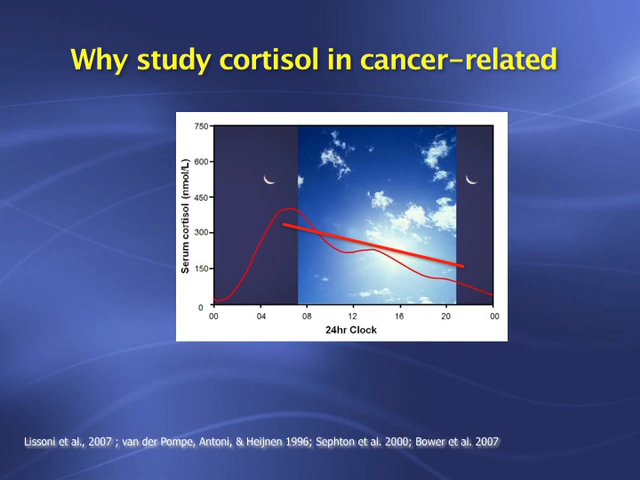 Why study cortisol in cancer-related
Serum cortisol (nmol/L)
750
600
450
300
150
0
00 04 08 12 16 20 00
24hr Clock
Lissoni et al., 2007 ; van der Pompe, Antoni, & Heijnen 1996; Sephton et al. 2000; Bower et al. 2007